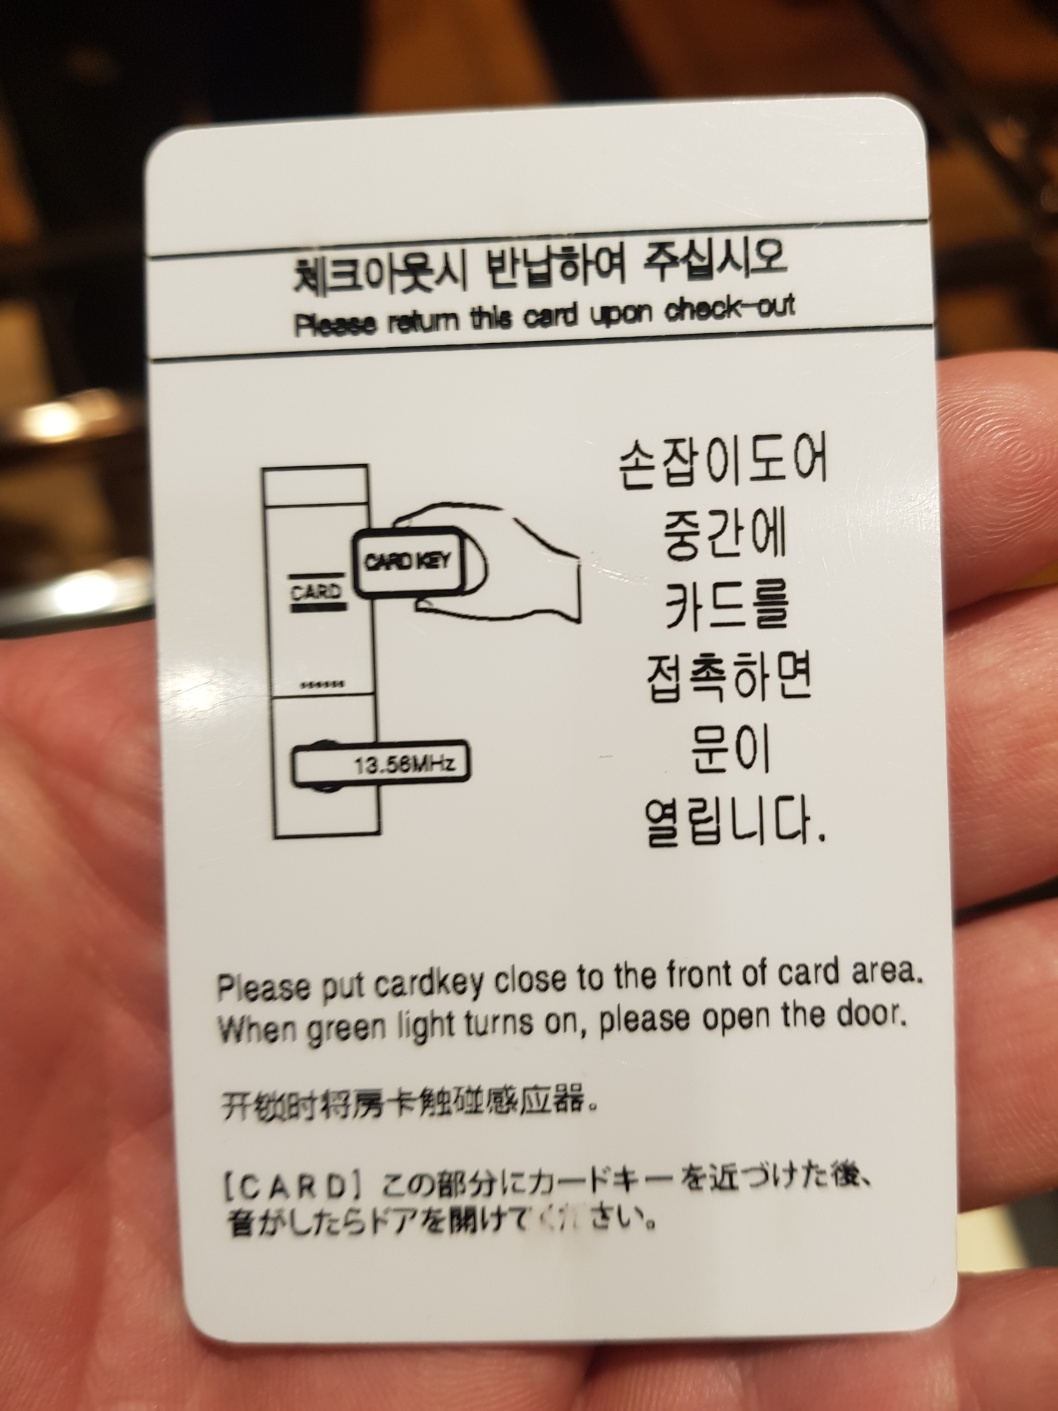 체크아웃시 반납하여 주십시오
Please return this card upon check-out
CARD KEY
CARD
13.56MHz
손잡이도어
중간에
카드를
접촉하면
문이
열립니다.
Please put cardkey close to the front of card area.
When green light turns on, please open the door.
开锁时将房卡触碰感应器。
[CARD] この部分にカードキーを近づけた後、
音がしたらドアを開けてください。